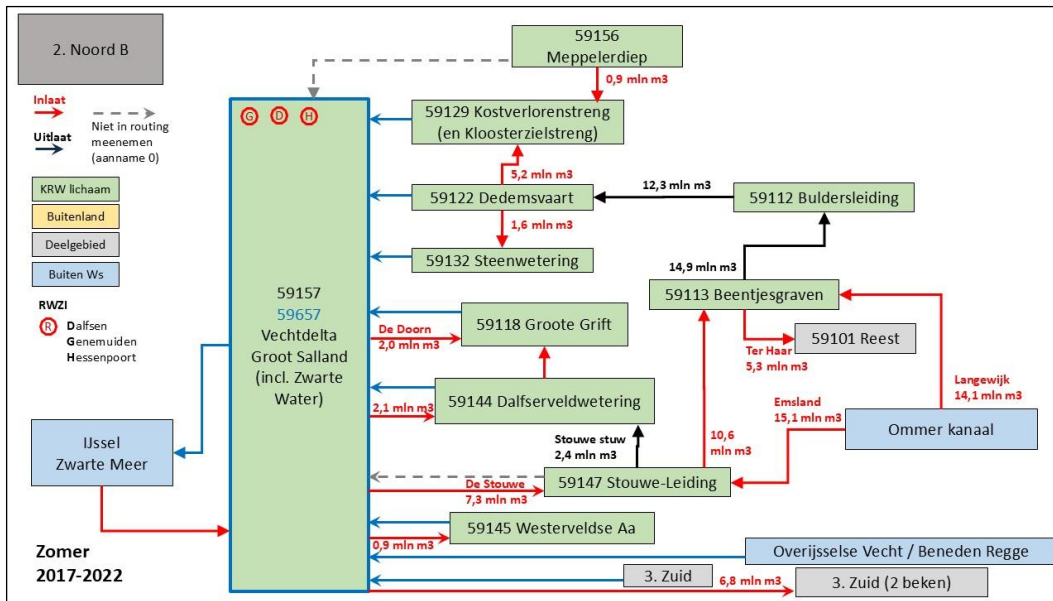 2. Noord B
Inlaat
Uitlaat
Niet in routing
meenemen
(aanname 0)
KRW lichaam
Buitenland
Deelgebied
Buiten Ws
RWZI
R
Dalfsen
Genemuiden
Hessenpoort
IJssel
Zwarte Meer
Zomer
2017-2022
G D H
59157
59657
Vechtdelta
Groot Salland
(incl. Zwarte
Water)
59156
Meppelerdiep
0,9 mln m3
59129 Kostverlorenstreng
(en Kloosterzielstreng)
5,2 mln m3
59122 Dedemsvaart
12,3 mln m3
59112 Buldersleiding
1,6 mln m3
59132 Steenwetering
14,9 mln m3
59113 Beentjesgraven
De Doorn
2,0 mln m3
59118 Groote Grift
Ter Haar
5,3 mln m3
59101 Reest
2,1 mln m3
59144 Dalfserveldwetering
Langewijk
14,1 mln m3
Emsland
15,1 mln m3
Ommer kanaal
Stouwe stuw
2,4 mln m3
10,6
mln m3
De Stouwe
7,3 mln m3
59147 Stouwe-Leiding
0,9 mln m3
59145 Westerveldse Aa
Overijsselse Vecht / Beneden Regge
3. Zuid
6,8 mln m3
3. Zuid (2 beken)